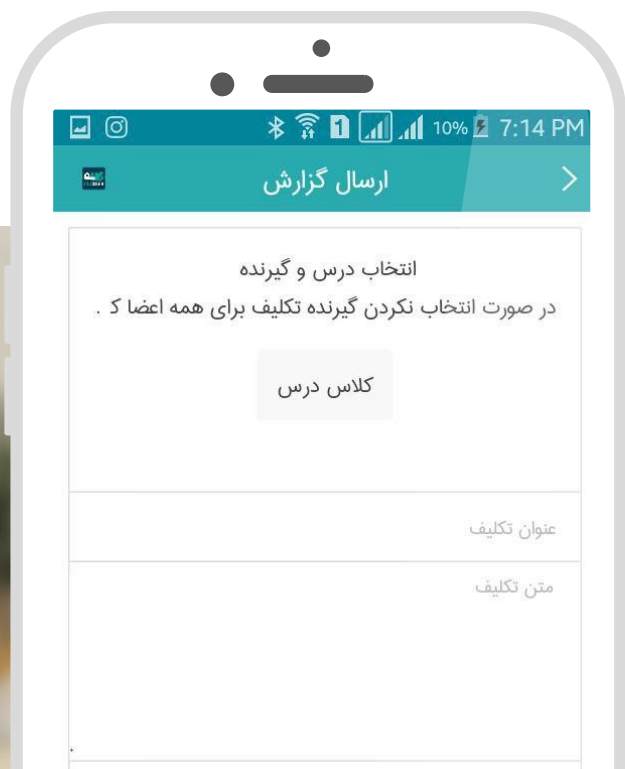 10% 7:14 PM
ارسال گزارش
انتخاب درس و گیرنده
در صورت انتخاب نکردن گیرنده تکلیف برای همه اعضا ک .
کلاس درس
عنوان تکلیف
متن تکلیف